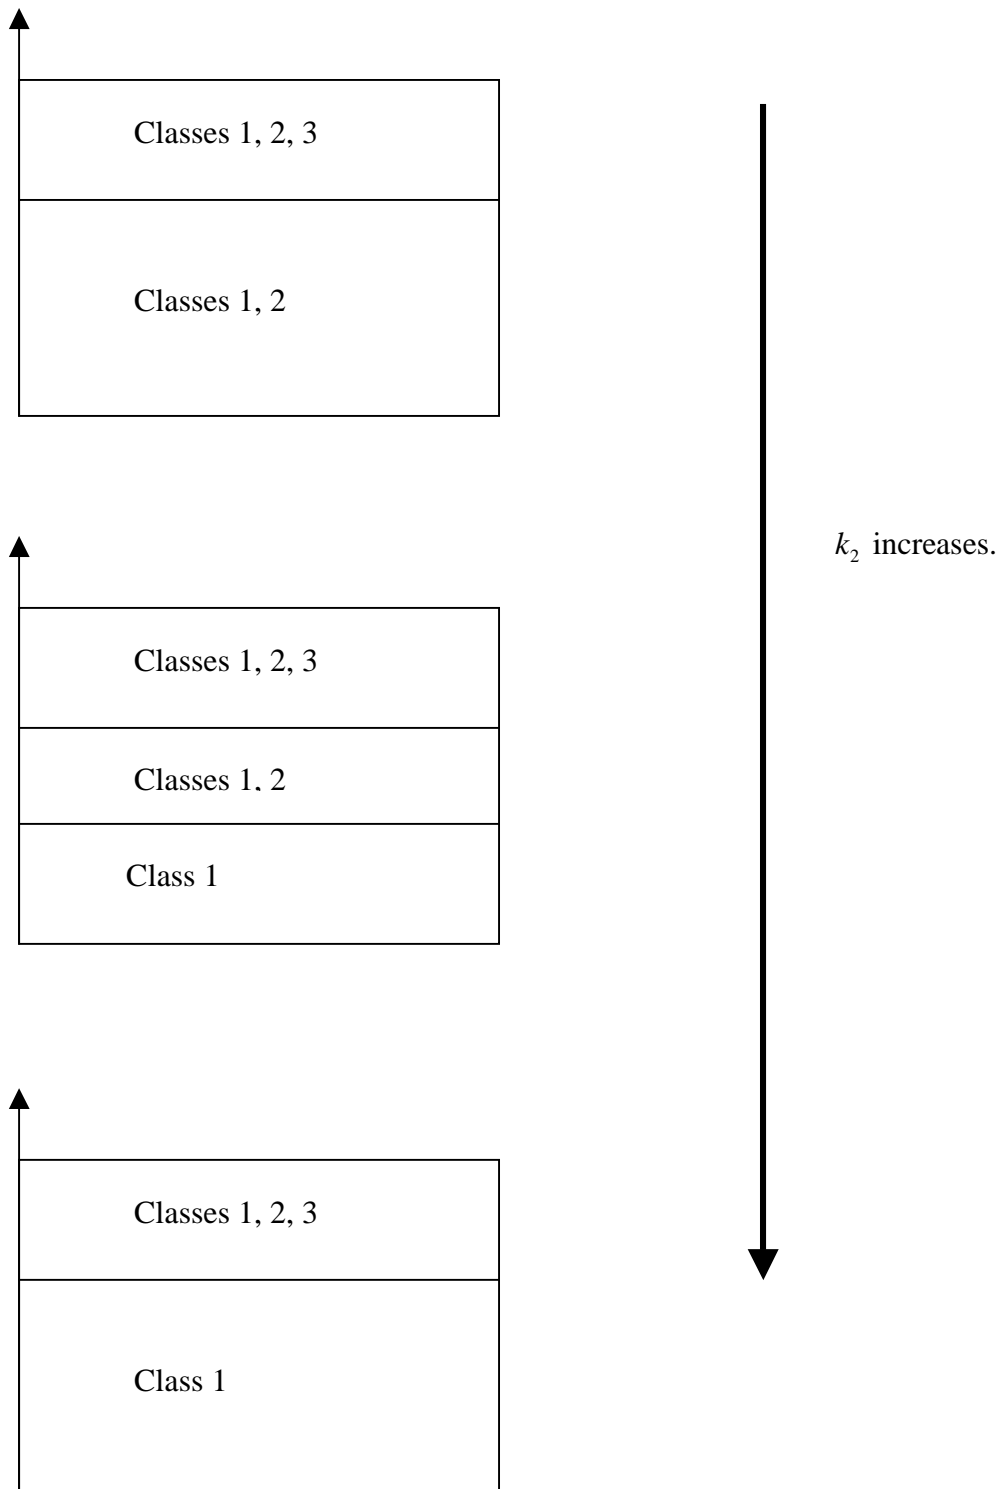 Classes 1, 2, 3
Classes 1, 2
k₂ increases.
Classes 1, 2, 3
Classes 1, 2
Class 1
Classes 1, 2, 3
Class 1